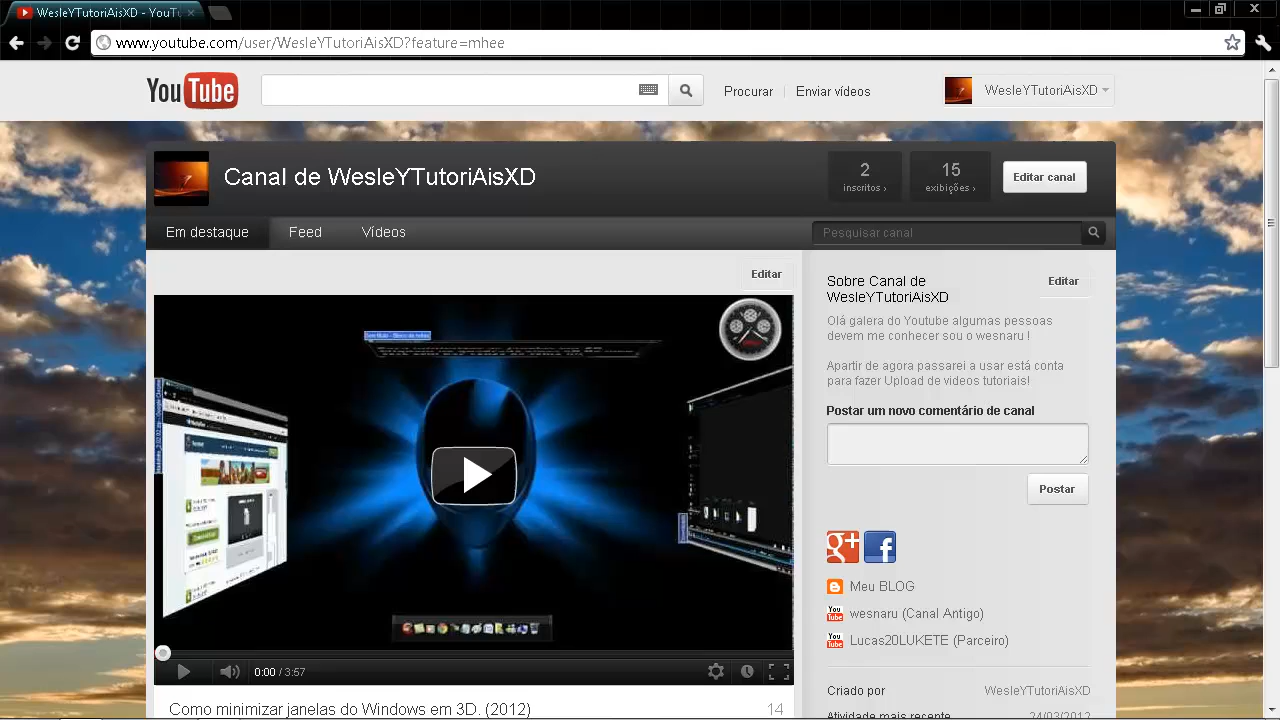 WesleYTutoriAisXD - YouTu
www.youtube.com/user/WesleYTutoriAisXD?feature=mhee
YouTube
Procurar
Enviar vídeos
WesleYTutoriAisXD
Canal de WesleYTutoriAisXD
2
inscritos ›
15
exibições ›
Editar canal
Em destaque
Feed
Vídeos
Pesquisar canal
Editar
Sobre Canal de
WesleYTutoriAisXD
Editar
Olá galera do Youtube algumas pessoas
devem me conhecer sou o wesnaru!
Apartir de agora passarei a usar está conta
para fazer Upload de videos tutoriais!
Postar um novo comentário de canal
Postar
Meu BLOG
wesnaru (Canal Antigo)
Lucas20LUKETE (Parceiro)
0:00 / 3:57
Criado por
WesleYTutoriAisXD
Como minimizar janelas do Windows em 3D. (2012)
14
Atividade mais recente
24/03/2012